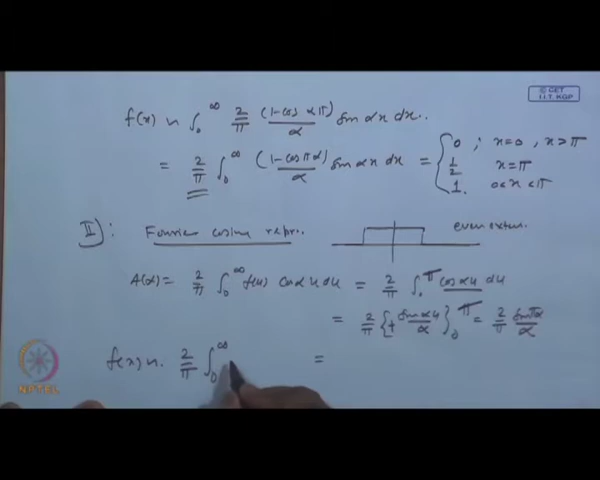 © CET
I.I.T. KGP
f(x) ~ ∫₀^∞ 2/π (1-cos απ)/α sin αx dx..
= 2/π ∫₀^∞ (1-cos πα)/α sin αx dx = { 0 ; x=0 , x>π
1/2 x=π
1. 0<x<π
II): Fourier cosine repr.. even exten.
A(α) = 2/π ∫₀^∞ f(u) cos αu du = 2/π ∫₀^π cos αu du
= 2/π {+ sin αu/α}₀^π = 2/π sin πα/α
f(x) ~. 2/π ∫₀^∞ =
NPTEL